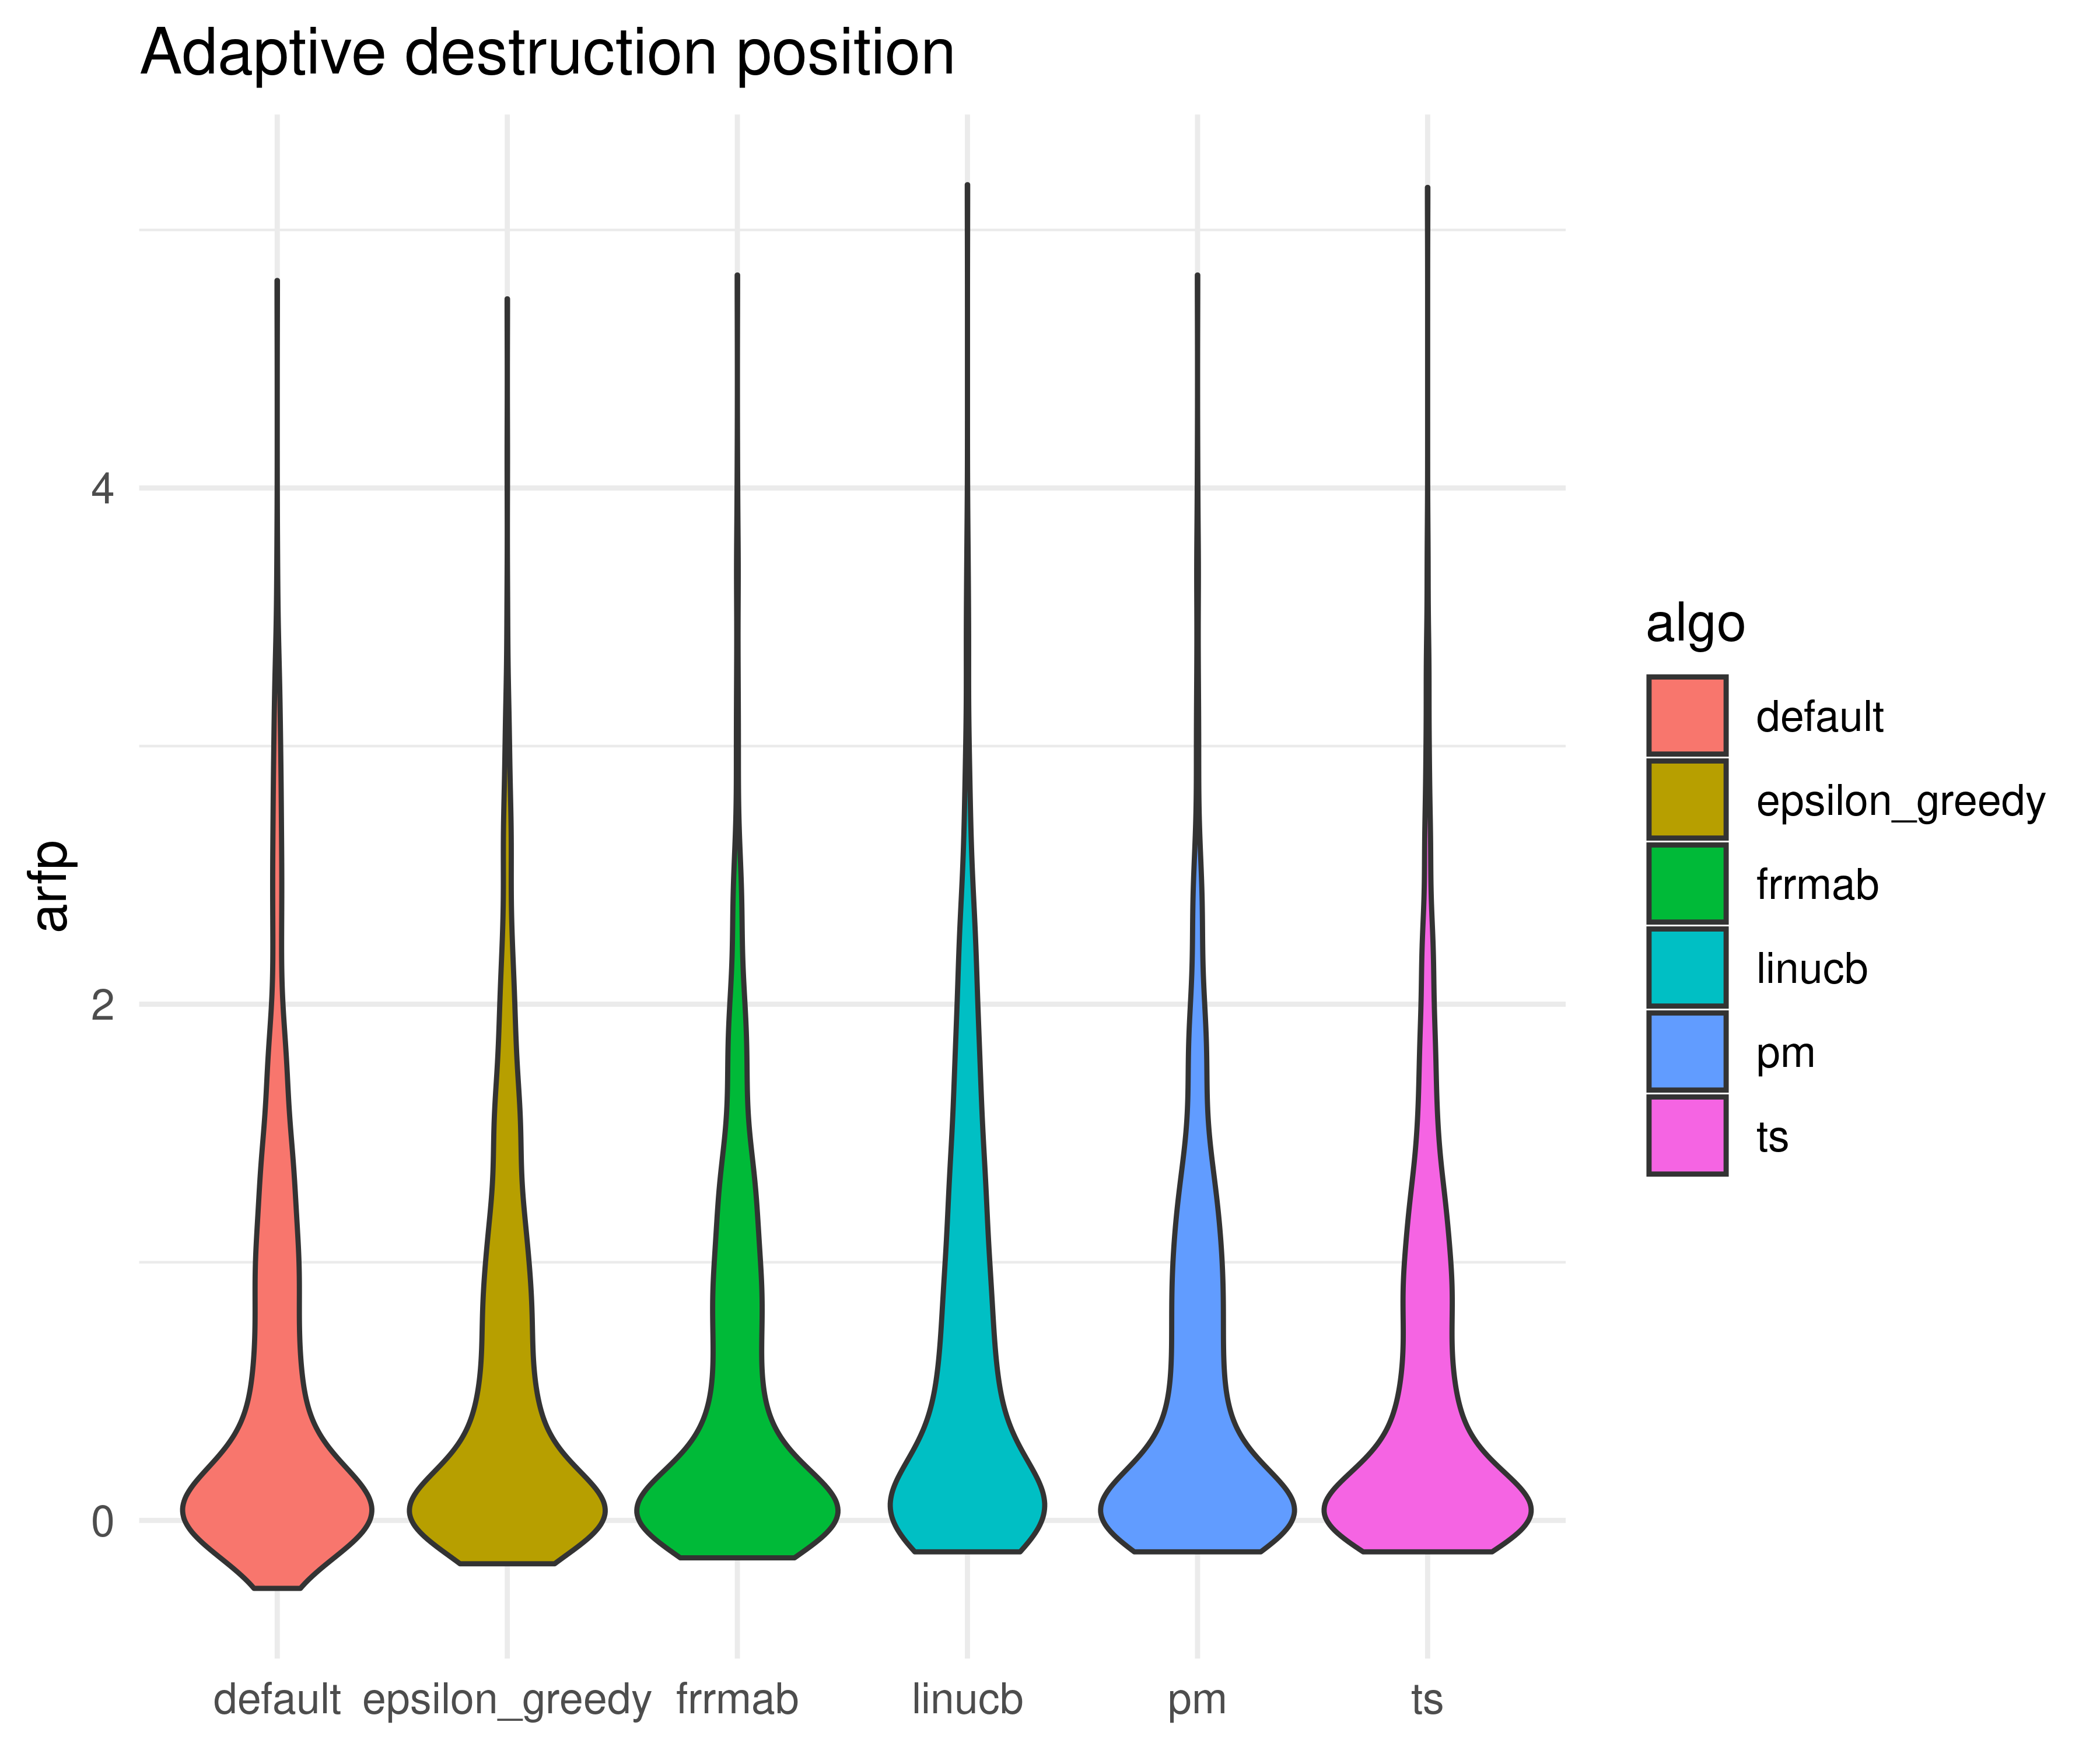 Adaptive destruction position
arfp
4
2
0
default epsilon_greedy frrmab linucb pm ts
algo
default
epsilon_greedy
frrmab
linucb
pm
ts